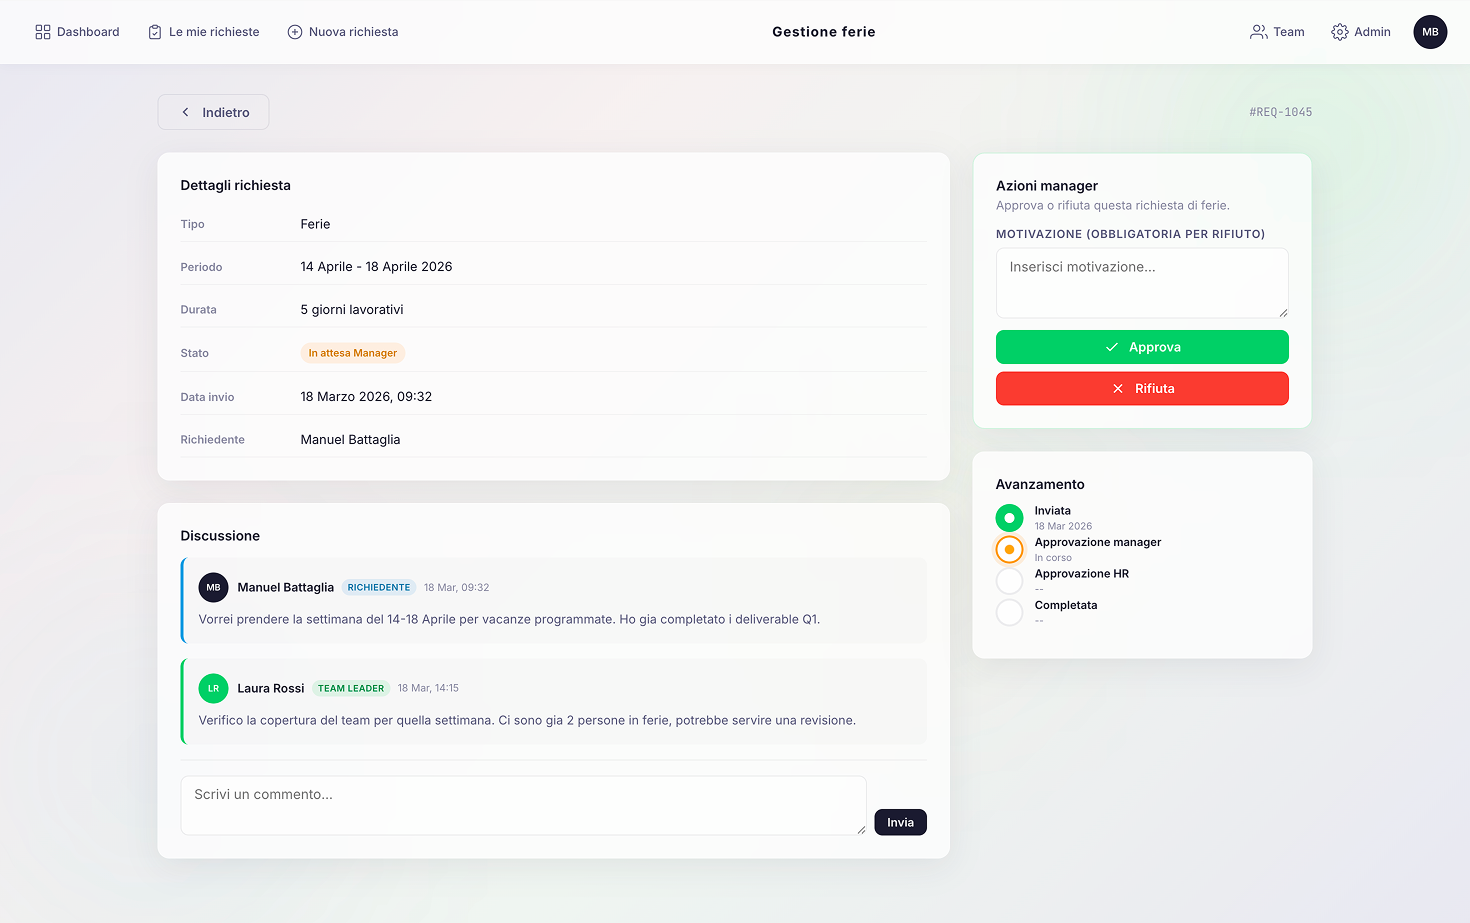 Dashboard
Le mie richieste
Nuova richiesta
Gestione ferie
Team
Admin
MB
Indietro
#REQ-1045
Dettagli richiesta
Tipo
Ferie
Periodo
14 Aprile - 18 Aprile 2026
Durata
5 giorni lavorativi
Stato
In attesa Manager
Data invio
18 Marzo 2026, 09:32
Richiedente
Manuel Battaglia
Azioni manager
Approva o rifiuta questa richiesta di ferie.
MOTIVAZIONE (OBBLIGATORIA PER RIFIUTO)
Inserisci motivazione...
Approva
Rifiuta
Avanzamento
Inviata
18 Mar 2026
Approvazione manager
In corso
Approvazione HR
--
Completata
--
Discussione
MB
Manuel Battaglia
RICHIEDENTE
18 Mar, 09:32
Vorrei prendere la settimana del 14-18 Aprile per vacanze programmate. Ho gia completato i deliverable Q1.
LR
Laura Rossi
TEAM LEADER
18 Mar, 14:15
Verifico la copertura del team per quella settimana. Ci sono gia 2 persone in ferie, potrebbe servire una revisione.
Scrivi un commento...
Invia